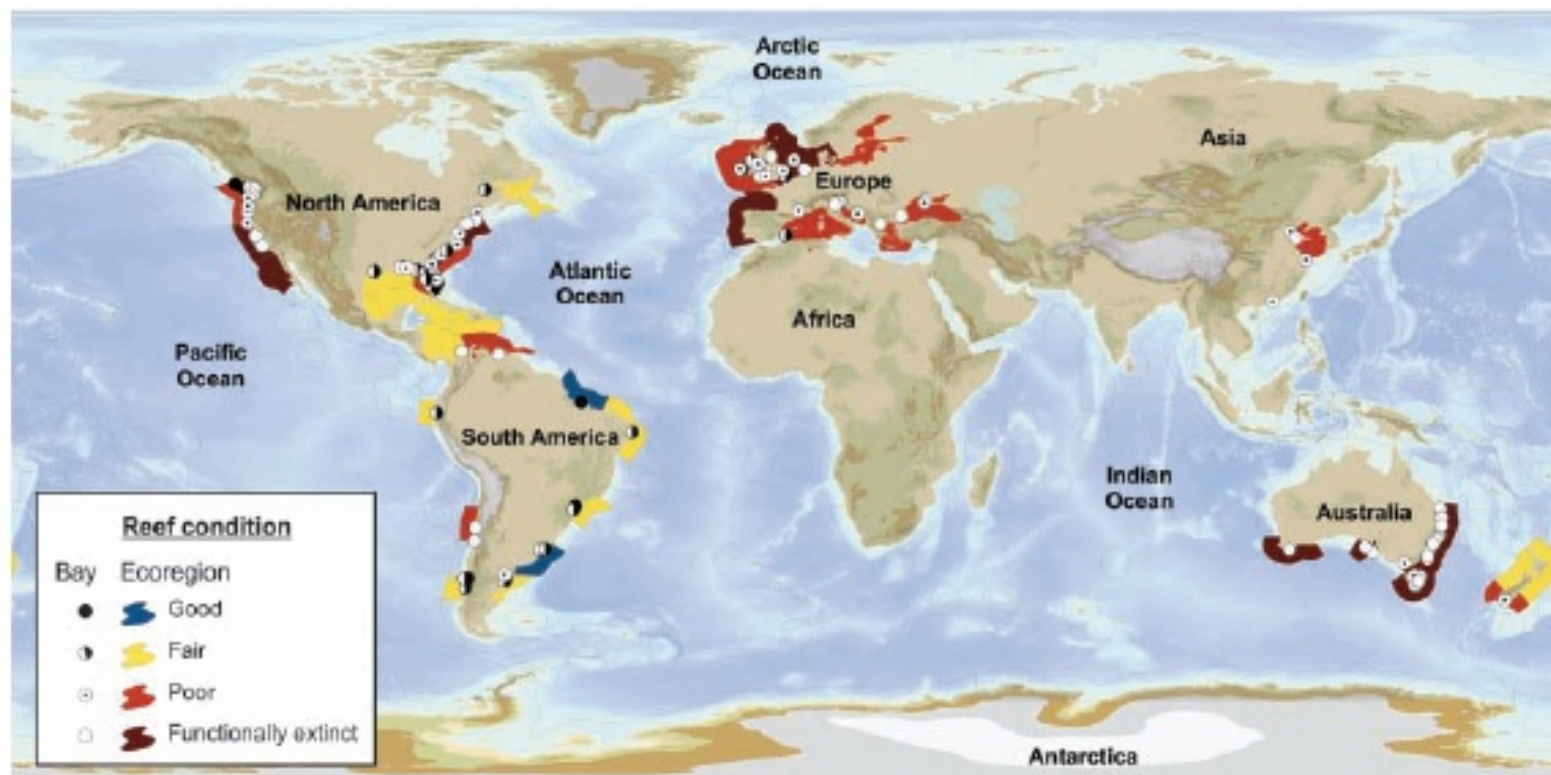 Arctic
Ocean
Asia
Europe
North America
Atlantic
Ocean
Africa
Pacific
Ocean
South America
Indian
Ocean
Australia
Reef condition
Bay Ecoregion
Good
Fair
Poor
Functionally extinct
Antarctica